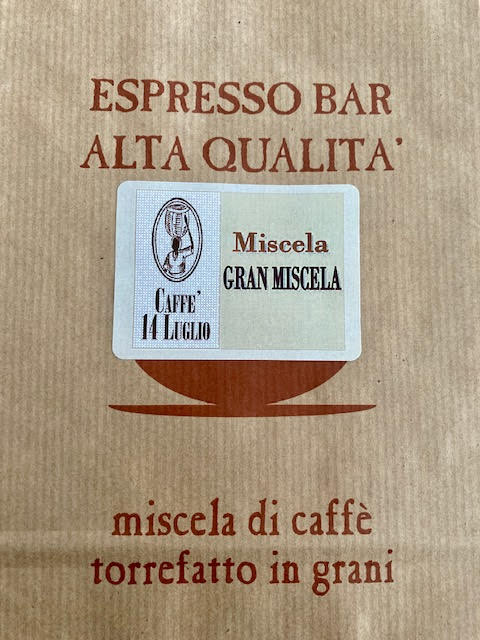 ESPRESSO BAR
ALTA QUALITA'
Miscela
GRAN MISCELA
CAFFE'
14 LUGLIO
miscela di caffè
torrefatto in grani